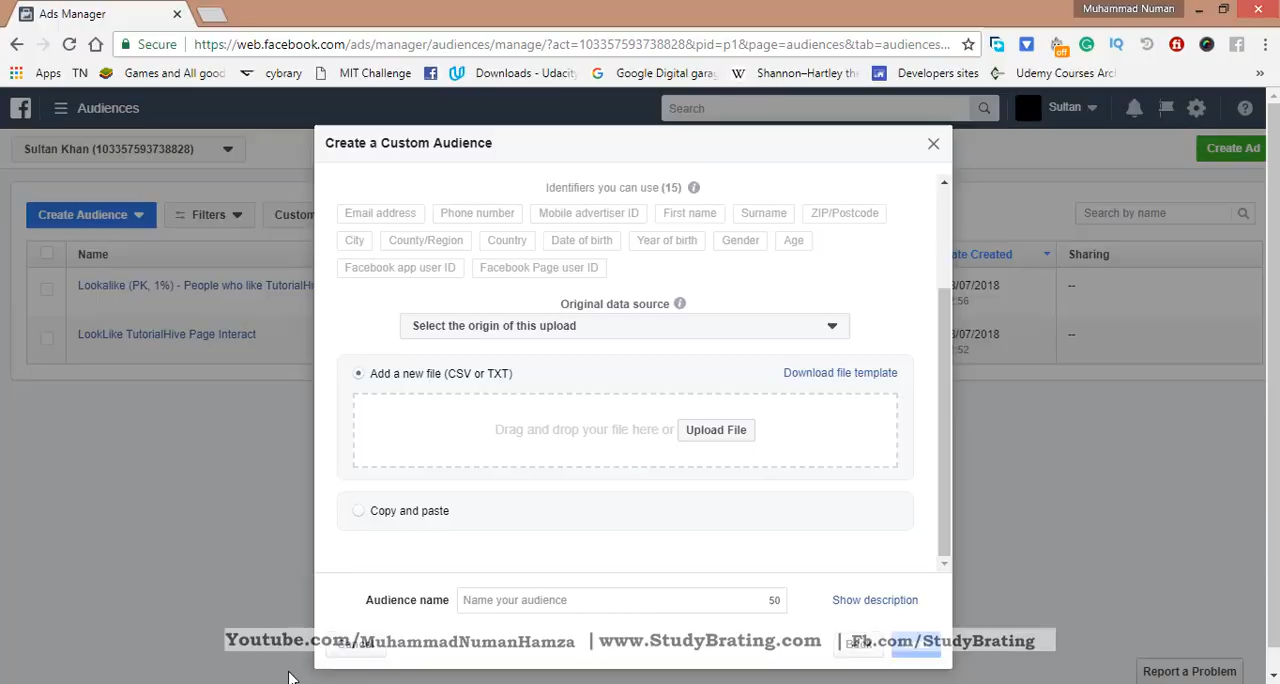 Ads Manager
Muhammad Numan
Secure
https://web.facebook.com/ads/manager/audiences/manage/?act=103357593738828&pid=p1&page=audiences&tab=audiences...
Apps TN Games and All good cybrary MIT Challenge Downloads - Udacity Google Digital garag Shannon–Hartley the Developers sites Udemy Courses Arc »
Audiences
Search
Sultan
Sultan Khan (103357593738828)
Create Ad
Create a Custom Audience
Create Audience
Filters
Custom
Search by name
Identifiers you can use (15)
Email address Phone number Mobile advertiser ID First name Surname ZIP/Postcode
City County/Region Country Date of birth Year of birth Gender Age
Facebook app user ID Facebook Page user ID
Name
ate Created
Sharing
Lookalike (PK, 1%) - People who like TutorialHi
/07/2018
:56
--
LookLike TutorialHive Page Interact
/07/2018
:52
--
Original data source
Select the origin of this upload
Add a new file (CSV or TXT)
Download file template
Drag and drop your file here or Upload File
Copy and paste
Audience name
Name your audience
50
Show description
Youtube.com/MuhammadNumanHamza | www.StudyBrating.com | Fb.com/StudyBrating
Report a Problem